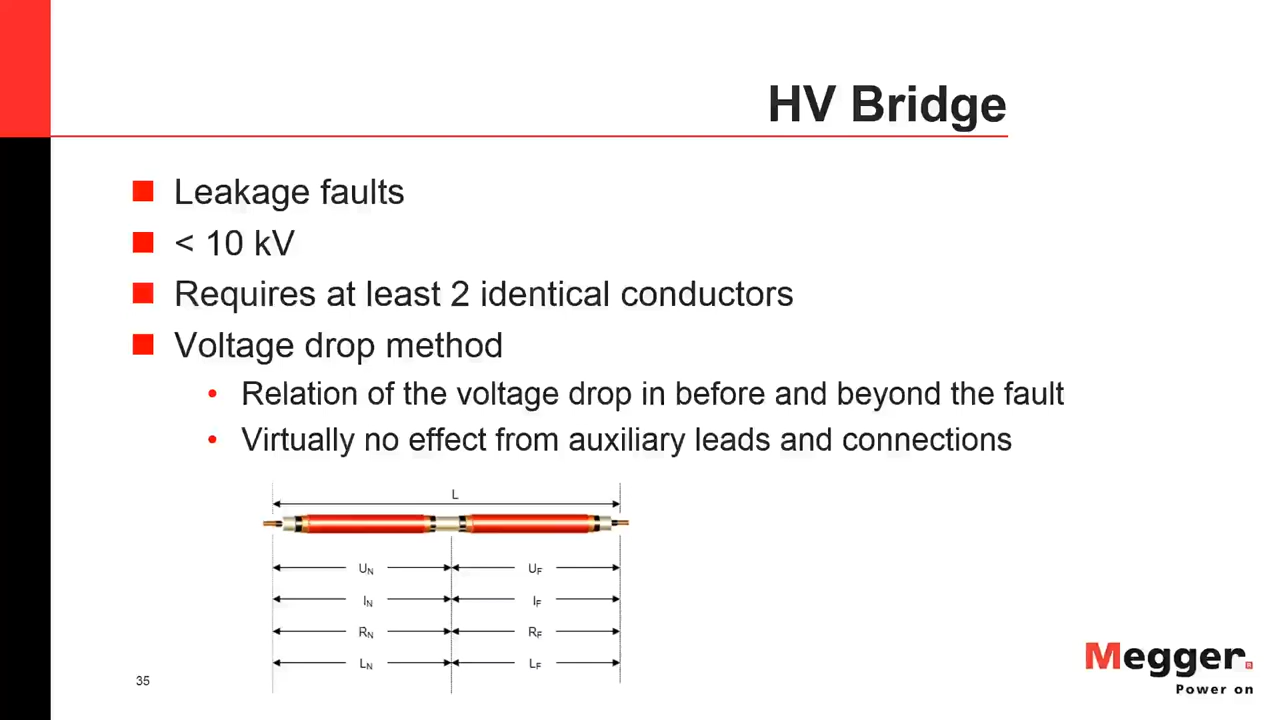 HV Bridge
Leakage faults
< 10 kV
Requires at least 2 identical conductors
Voltage drop method
Relation of the voltage drop in before and beyond the fault
Virtually no effect from auxiliary leads and connections
L
UN UF
IN IF
RN RF
LN LF
35
Megger.
Power on